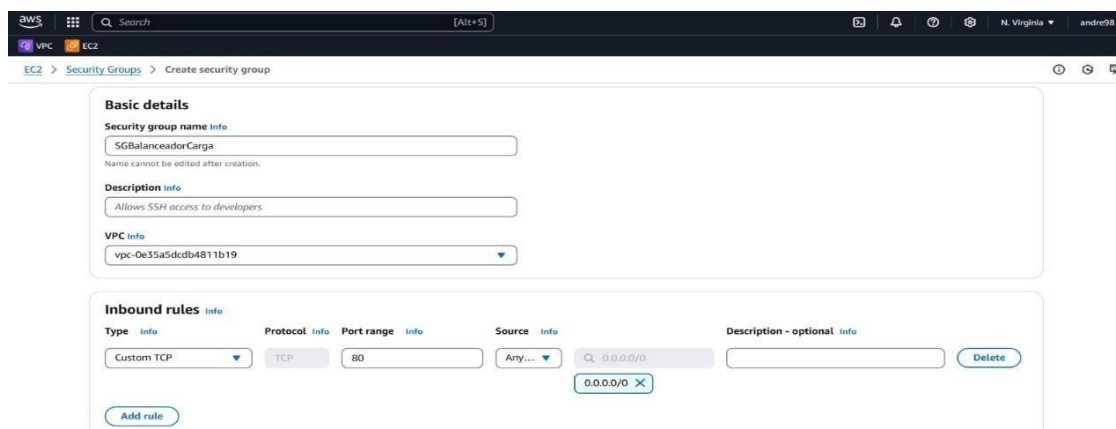 aws Search [Alt+S] N. Virginia andre98
VPC EC2
EC2 > Security Groups > Create security group
Basic details
Security group name Info
SGBalanceadorCarga
Name cannot be edited after creation.
Description Info
Allows SSH access to developers
VPC Info
vpc-0e35a5dcdb4811b19
Inbound rules Info
Type Info Protocol Info Port range Info Source Info Description - optional Info
Custom TCP TCP 80 Any... 0.0.0.0/0 Delete
0.0.0.0/0
Add rule